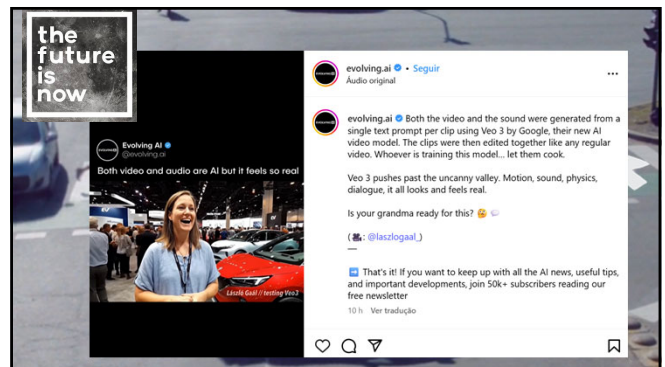 the
future
is
now
Evolving AI
@evolving.ai
Both video and audio are AI but it feels so real
EV
László Gaál // testing Veo3
evolving.ai • Seguir
Áudio original
evolving.ai Both the video and the sound were generated from a
single text prompt per clip using Veo 3 by Google, their new AI
video model. The clips were then edited together like any regular
video. Whoever is training this model... let them cook.
Veo 3 pushes past the uncanny valley. Motion, sound, physics,
dialogue, it all looks and feels real.
Is your grandma ready for this? 🤔 💬
(🎥: @laszlogaal_)
—
➡️ That's it! If you want to keep up with all the AI news, useful tips,
and important developments, join 50k+ subscribers reading our
free newsletter
10 h Ver tradução